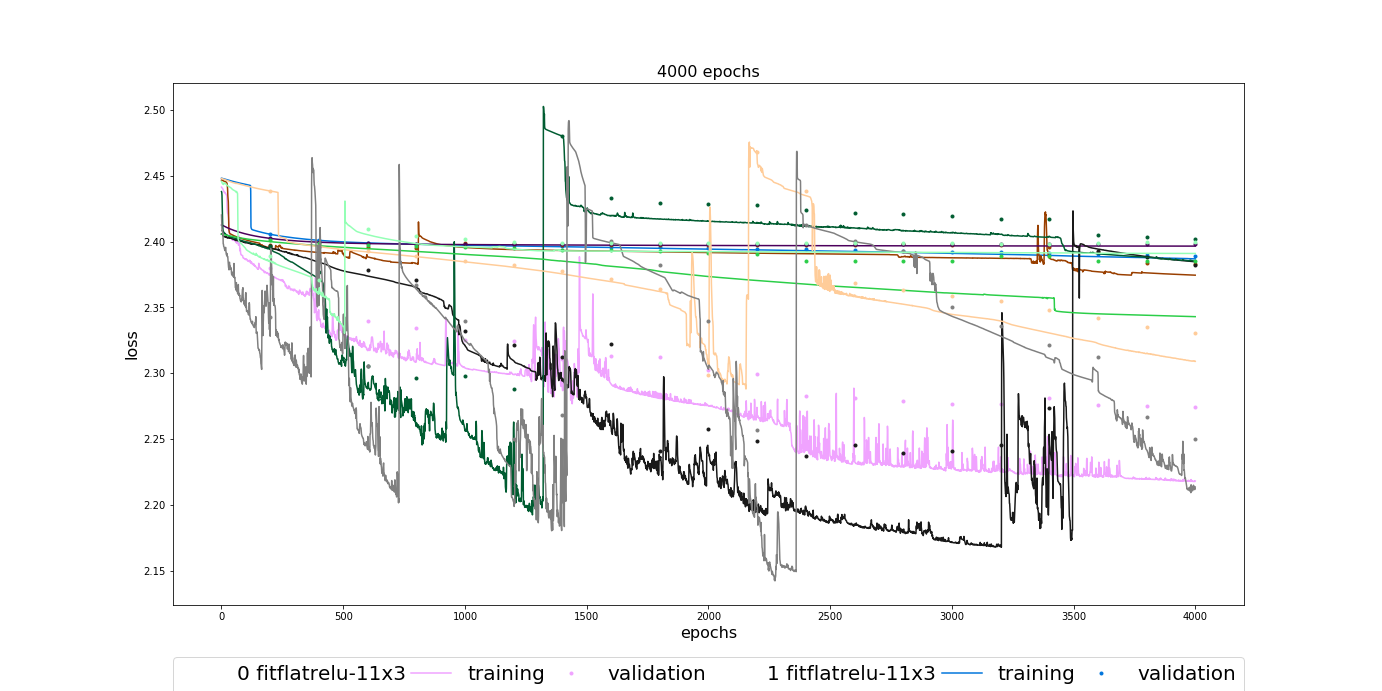 4000 epochs
2.50
2.45
2.40
2.35
2.30
2.25
2.20
2.15
loss
0 500 1000 1500 2000 2500 3000 3500 4000
epochs
0 fitflatrelu-11x3 training validation 1 fitflatrelu-11x3 training validation